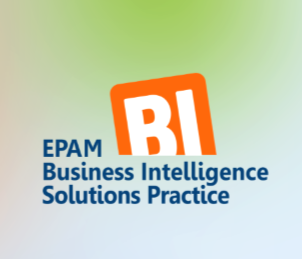 BI
EPAM
Business Intelligence
Solutions Practice